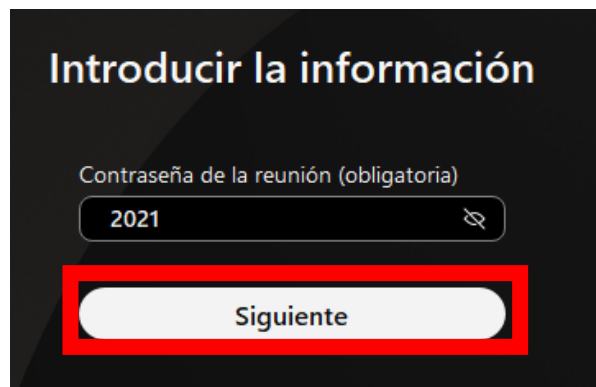 Introducir la información
Contraseña de la reunión (obligatoria)
2021
Siguiente